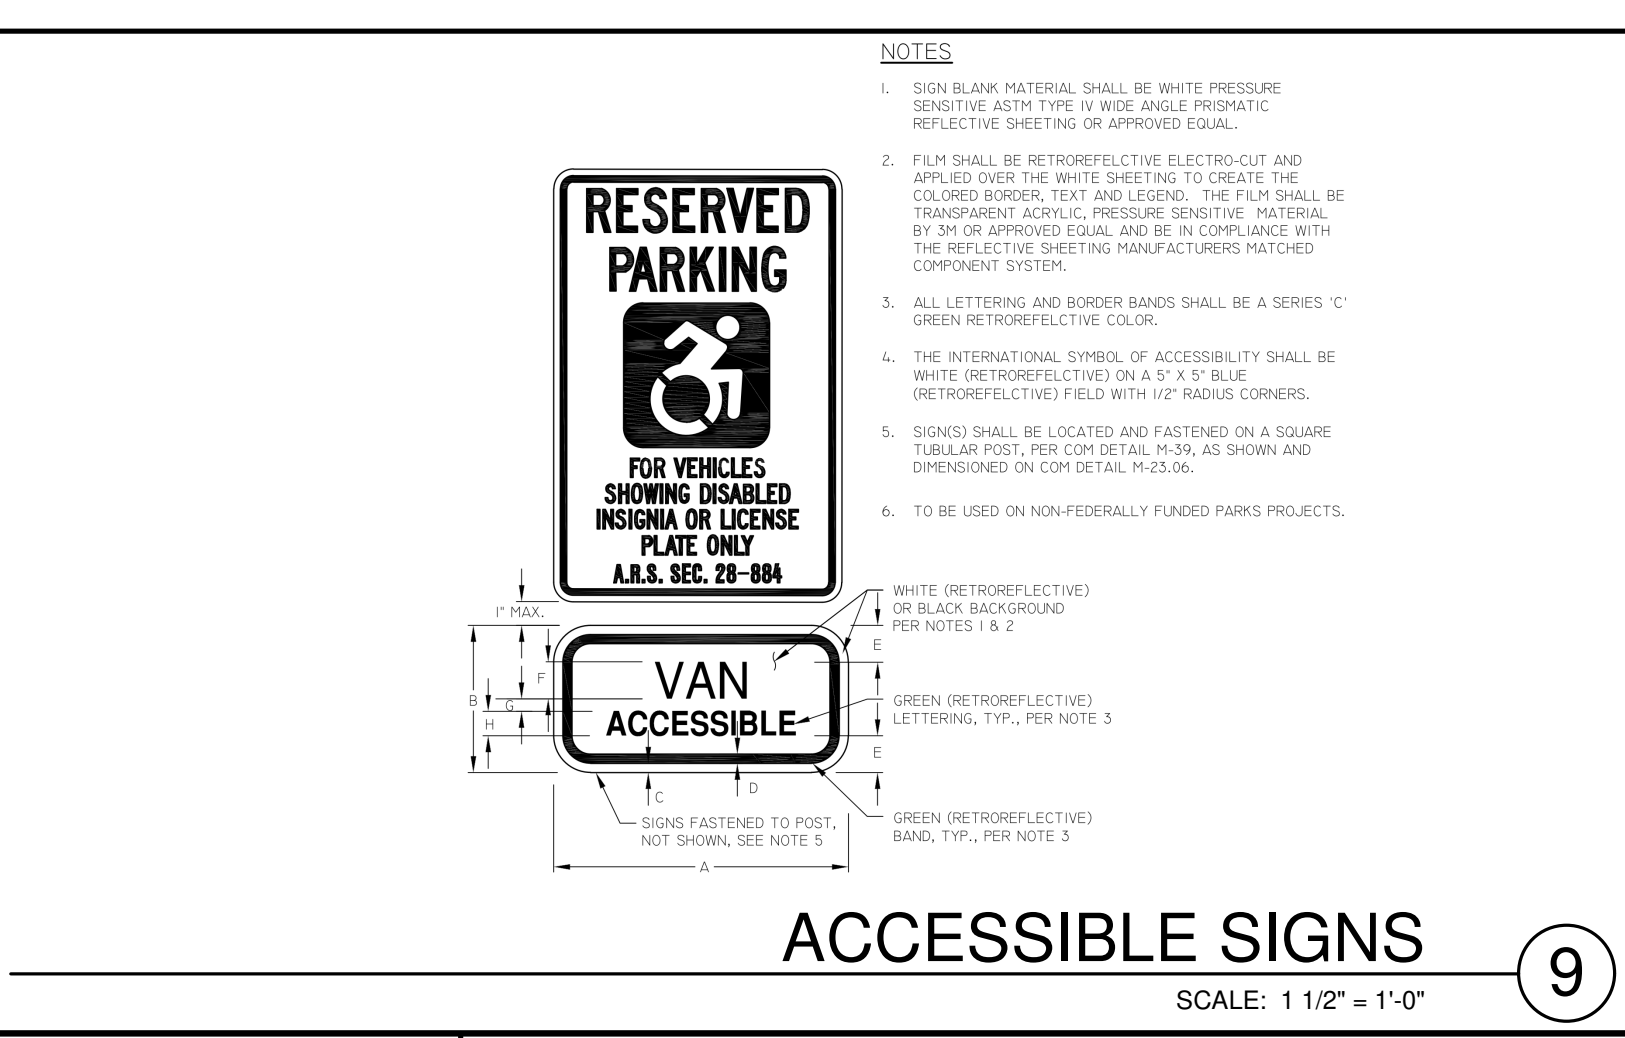 NOTES
1. SIGN BLANK MATERIAL SHALL BE WHITE PRESSURE
SENSITIVE ASTM TYPE IV WIDE ANGLE PRISMATIC
REFLECTIVE SHEETING OR APPROVED EQUAL.
2. FILM SHALL BE RETROREFELCTIVE ELECTRO-CUT AND
APPLIED OVER THE WHITE SHEETING TO CREATE THE
COLORED BORDER, TEXT AND LEGEND. THE FILM SHALL BE
TRANSPARENT ACRYLIC, PRESSURE SENSITIVE MATERIAL
BY 3M OR APPROVED EQUAL AND BE IN COMPLIANCE WITH
THE REFLECTIVE SHEETING MANUFACTURERS MATCHED
COMPONENT SYSTEM.
3. ALL LETTERING AND BORDER BANDS SHALL BE A SERIES 'C'
GREEN RETROREFELCTIVE COLOR.
4. THE INTERNATIONAL SYMBOL OF ACCESSIBILITY SHALL BE
WHITE (RETROREFELCTIVE) ON A 5" X 5" BLUE
(RETROREFELCTIVE) FIELD WITH 1/2" RADIUS CORNERS.
5. SIGN(S) SHALL BE LOCATED AND FASTENED ON A SQUARE
TUBULAR POST, PER COM DETAIL M-39, AS SHOWN AND
DIMENSIONED ON COM DETAIL M-23.06.
6. TO BE USED ON NON-FEDERALLY FUNDED PARKS PROJECTS.
RESERVED
PARKING
FOR VEHICLES
SHOWING DISABLED
INSIGNIA OR LICENSE
PLATE ONLY
A.R.S. SEC. 28-884
1" MAX.
WHITE (RETROREFLECTIVE)
OR BLACK BACKGROUND
PER NOTES 1 & 2
E
VAN
F
B
G
H
ACCESSIBLE
GREEN (RETROREFLECTIVE)
LETTERING, TYP., PER NOTE 3
E
C
D
SIGNS FASTENED TO POST,
NOT SHOWN, SEE NOTE 5
GREEN (RETROREFLECTIVE)
BAND, TYP., PER NOTE 3
A
ACCESSIBLE SIGNS
9
SCALE: 1 1/2" = 1'-0"